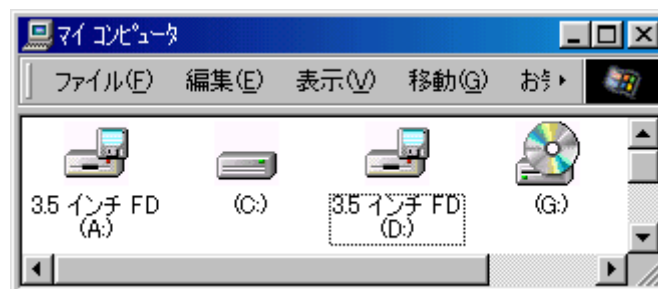 マイ コンピュータ
ファイル(F) 編集(E) 表示(V) 移動(G) お
3.5 インチ FD (C:) 3.5 インチ FD (G:)
(A:) (D:)